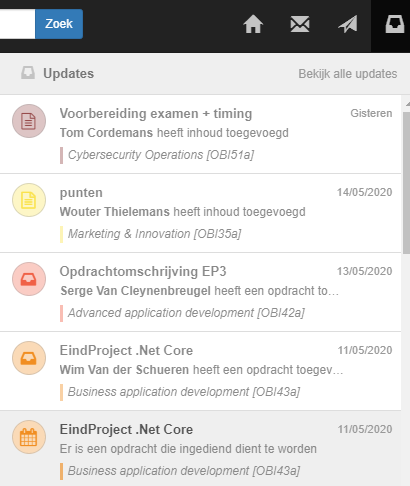 Zoek
Updates Bekijk alle updates
Voorbereiding examen + timing Gisteren
Tom Cordemans heeft inhoud toegevoegd
Cybersecurity Operations [OBI51a]
punten 14/05/2020
Wouter Thielemans heeft inhoud toegevoegd
Marketing & Innovation [OBI35a]
Opdrachtomschrijving EP3 13/05/2020
Serge Van Cleynenbreugel heeft een opdracht to…
Advanced application development [OBI42a]
EindProject .Net Core 11/05/2020
Wim Van der Schueren heeft een opdracht toegev…
Business application development [OBI43a]
EindProject .Net Core 11/05/2020
Er is een opdracht die ingediend dient te worden
Business application development [OBI43a]